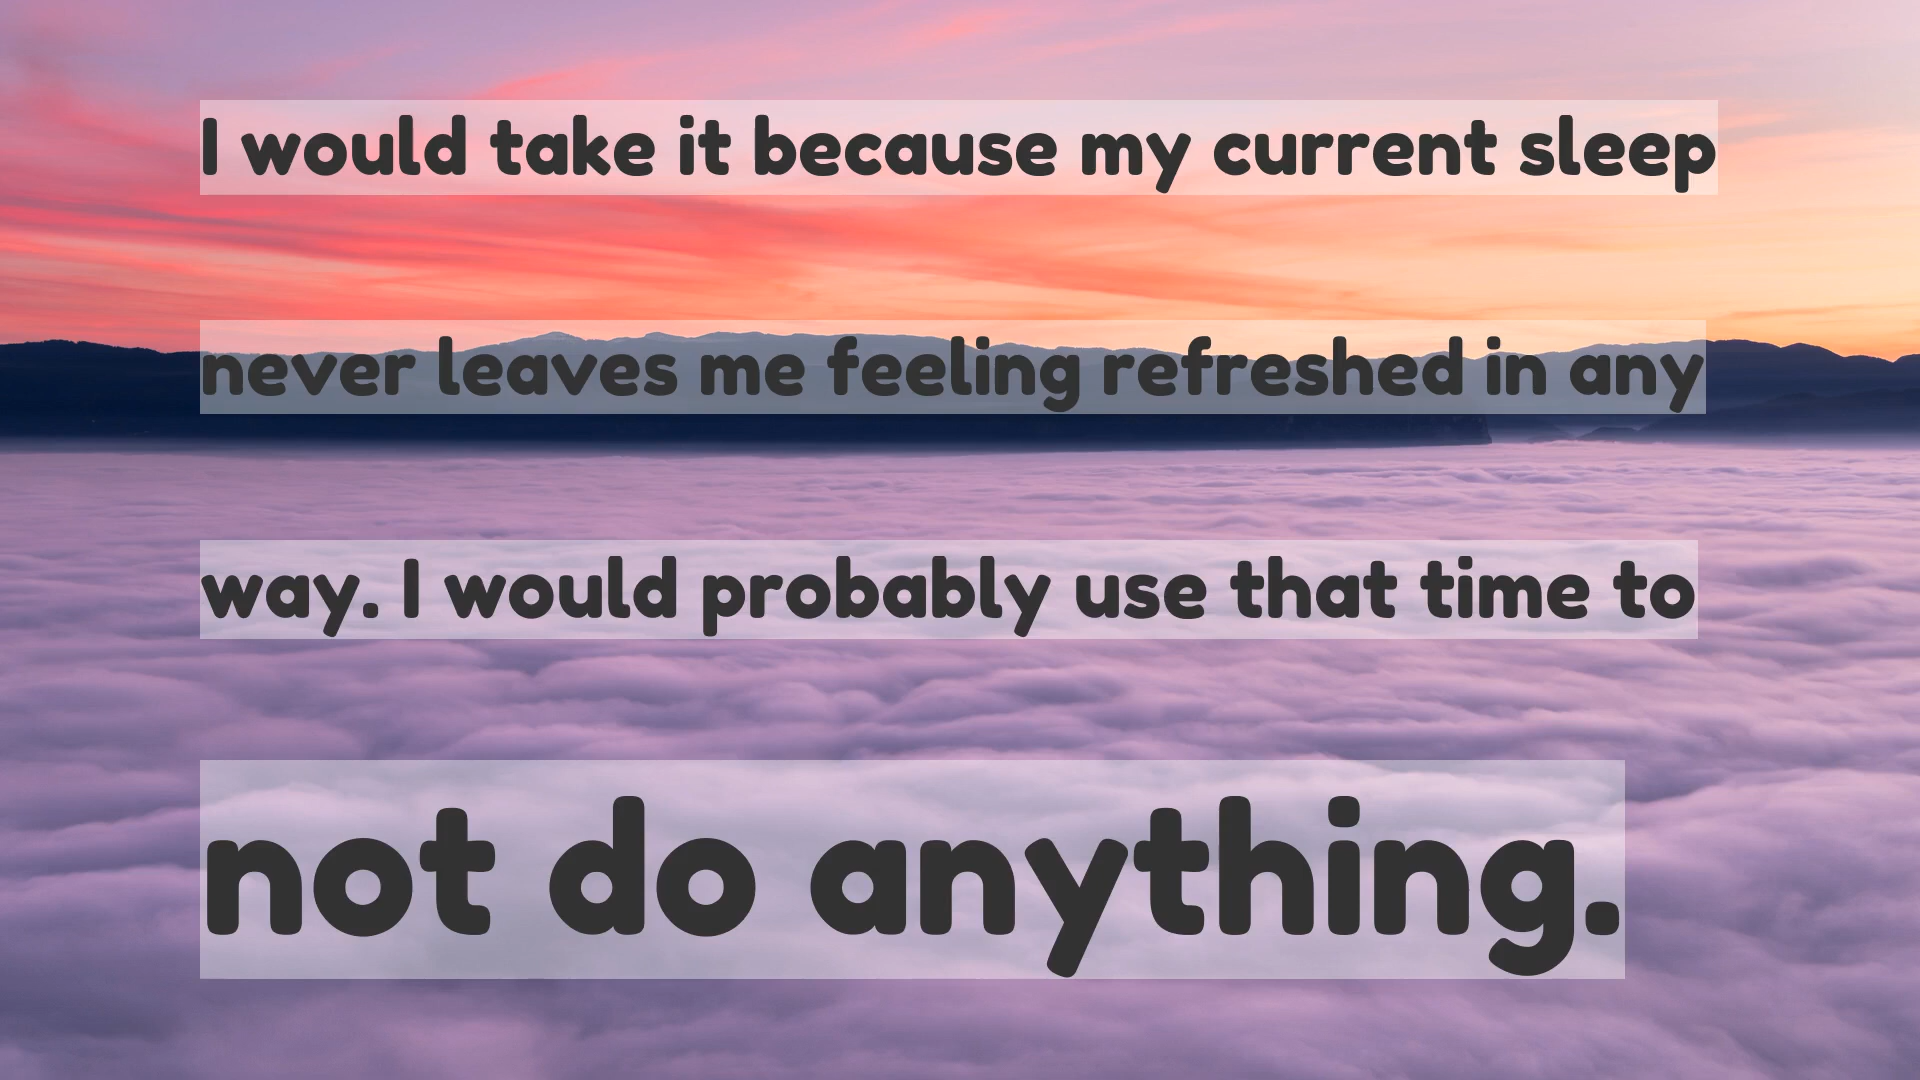 I would take it because my current sleep
never leaves me feeling refreshed in any
way. I would probably use that time to
not do anything.